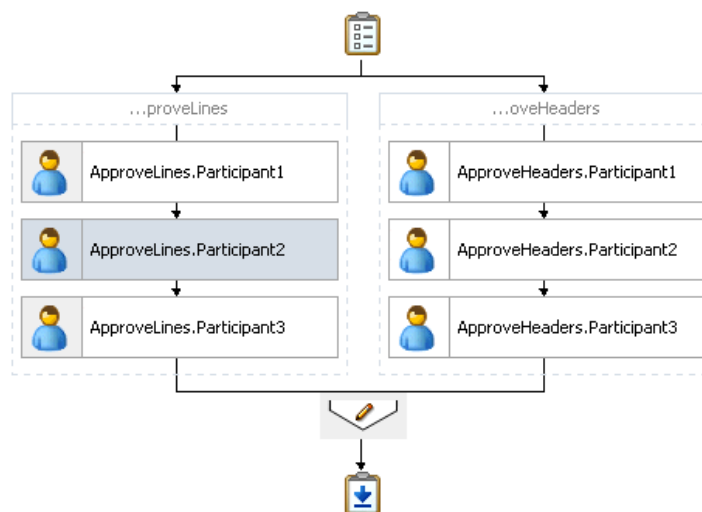 ...proveLines
...oveHeaders
ApproveLines.Participant1
ApproveHeaders.Participant1
ApproveLines.Participant2
ApproveHeaders.Participant2
ApproveLines.Participant3
ApproveHeaders.Participant3